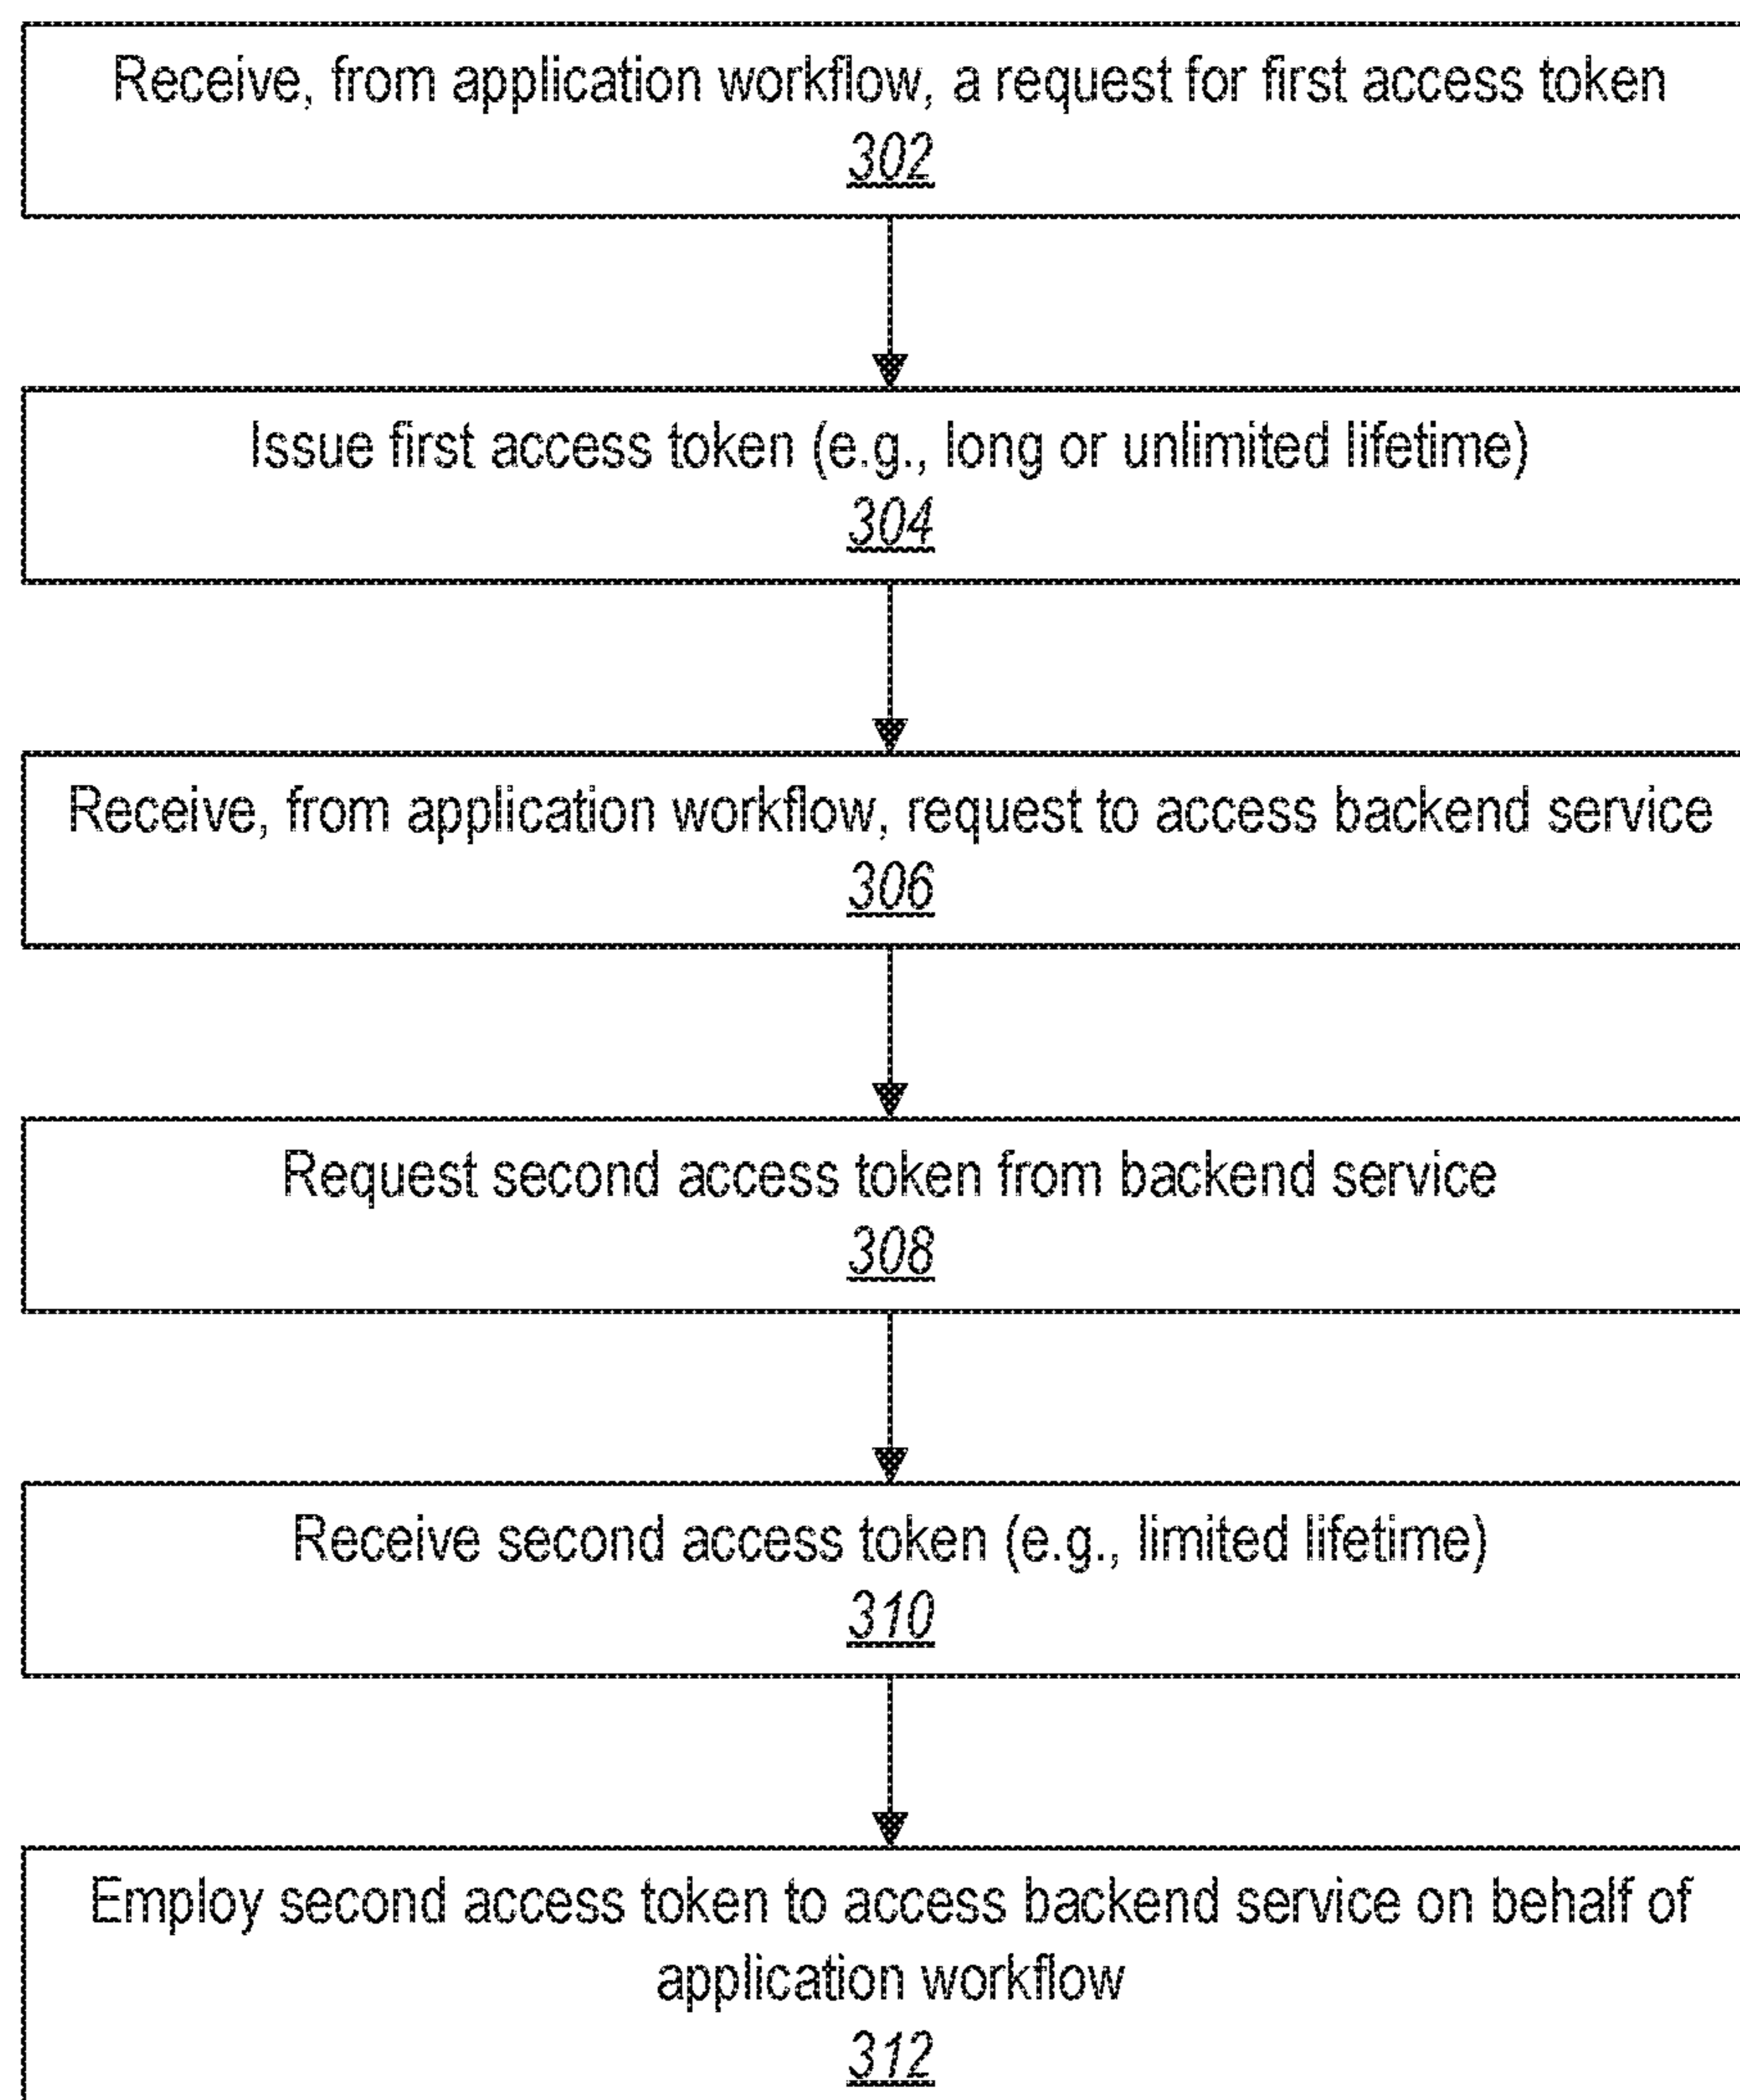 Receive, from application workflow, a request for first access token
302
Issue first access token (e.g., long or unlimited lifetime)
304
Receive, from application workflow, request to access backend service
306
Request second access token from backend service
308
Receive second access token (e.g., limited lifetime)
310
Employ second access token to access backend service on behalf of
application workflow
312